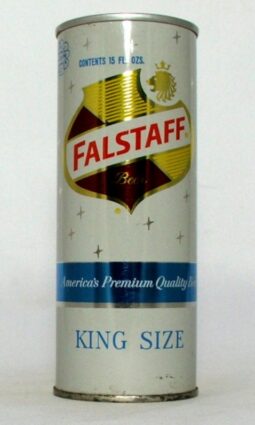 CONTENTS 15 FL. OZS.
FALSTAFF
Beer
America's Premium Quality
KING SIZE